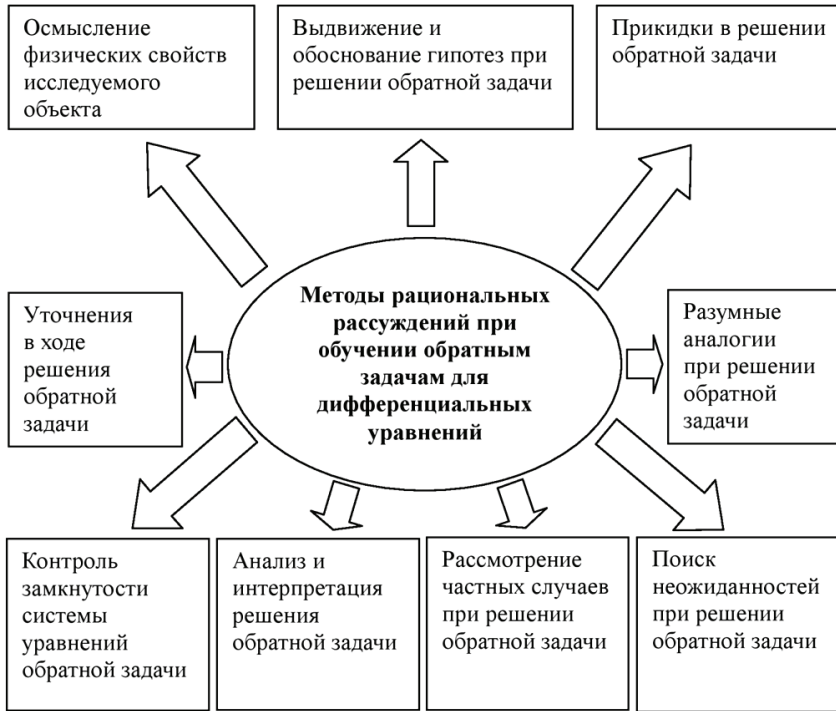 Осмысление
физических свойств
исследуемого
объекта
Выдвижение и
обоснование гипотез при
решении обратной задачи
Прикидки в решении
обратной задачи
Уточнения
в ходе
решения
обратной
задачи
Методы рациональных
рассуждений при
обучении обратным
задачам для
дифференциальных
уравнений
Разумные
аналогии
при решении
обратной
задачи
Контроль
замкнутости
системы
уравнений
обратной задачи
Анализ и
интерпретация
решения
обратной задачи
Рассмотрение
частных случаев
при решении
обратной задачи
Поиск
неожиданностей
при решении
обратной задачи